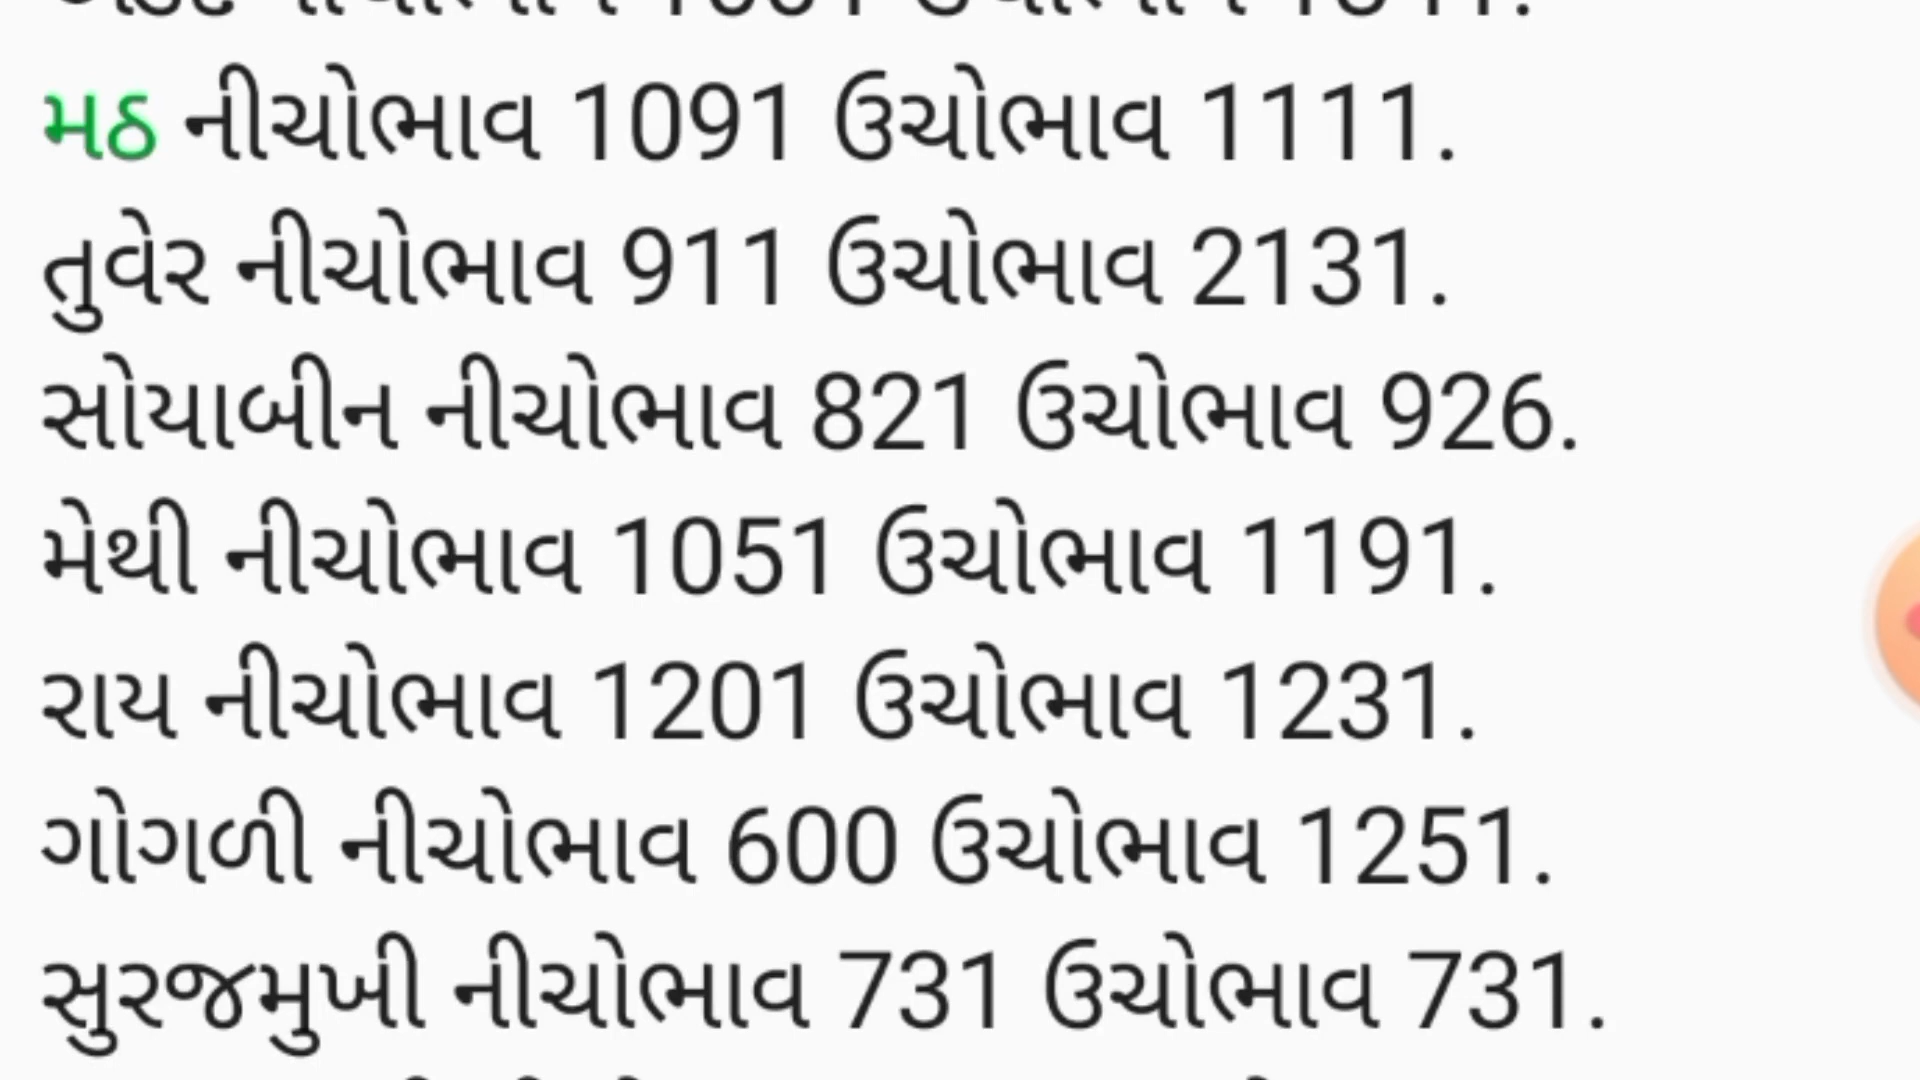 મઠ નીચોભાવ 1091 ઉચોભાવ 1111.
તુવેર નીચોભાવ 911 ઉચોભાવ 2131.
સોયાબીન નીચોભાવ 821 ઉચોભાવ 926.
મેથી નીચોભાવ 1051 ઉચોભાવ 1191.
રાય નીચોભાવ 1201 ઉચોભાવ 1231.
ગોગળી નીચોભાવ 600 ઉચોભાવ 1251.
સુરજમુખી નીચોભાવ 731 ઉચોભાવ 731.